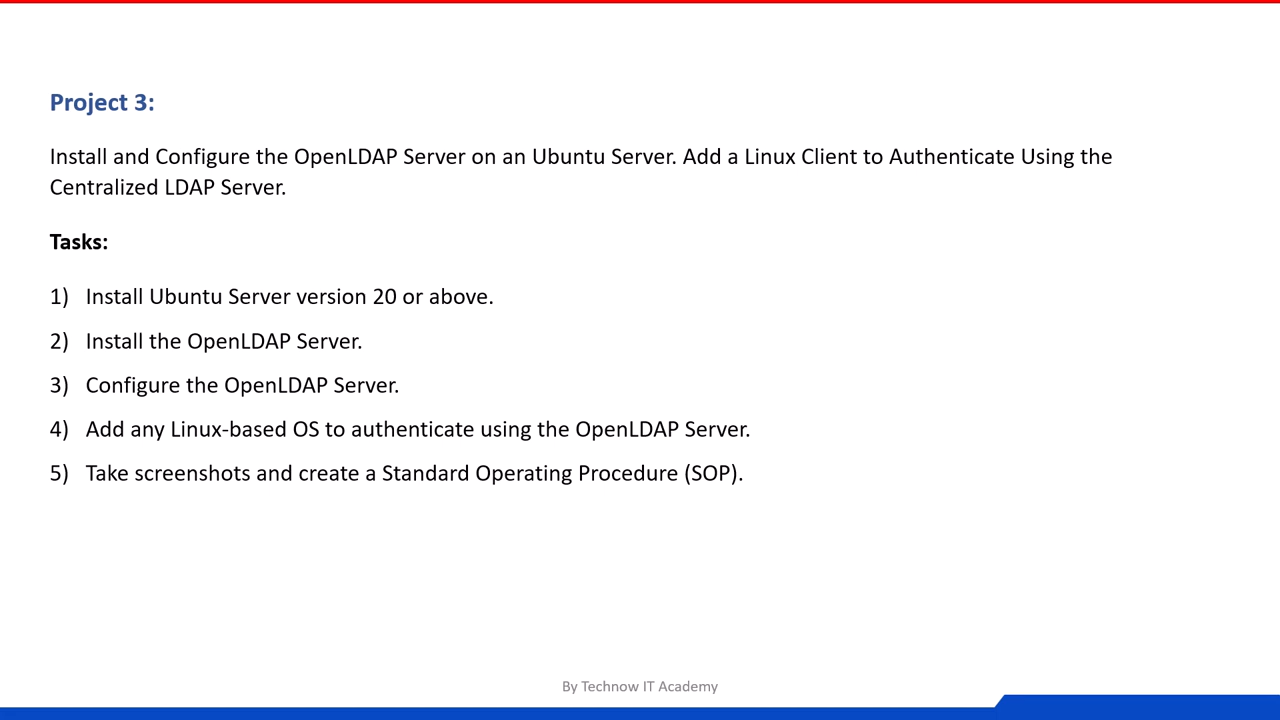 Project 3:
Install and Configure the OpenLDAP Server on an Ubuntu Server. Add a Linux Client to Authenticate Using the
Centralized LDAP Server.
Tasks:
1) Install Ubuntu Server version 20 or above.
2) Install the OpenLDAP Server.
3) Configure the OpenLDAP Server.
4) Add any Linux-based OS to authenticate using the OpenLDAP Server.
5) Take screenshots and create a Standard Operating Procedure (SOP).
By Technow IT Academy